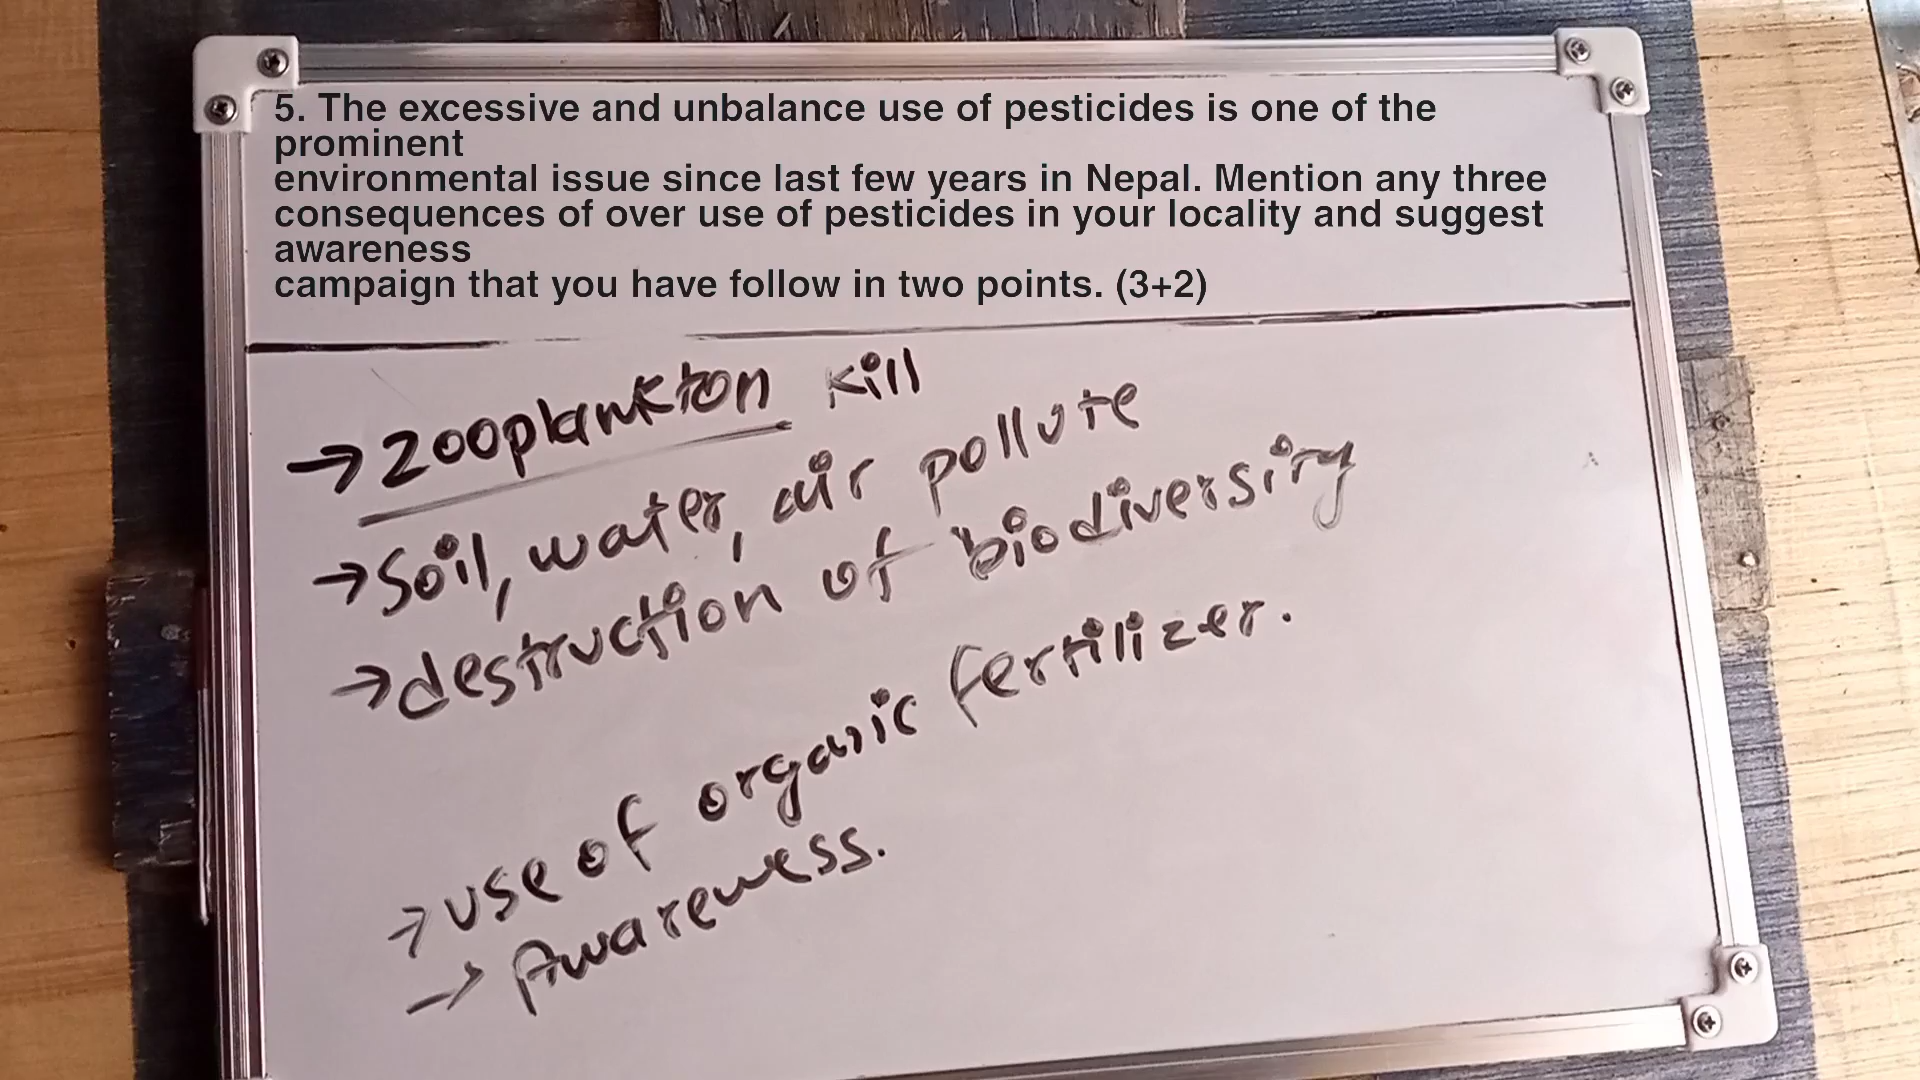 5. The excessive and unbalance use of pesticides is one of the
prominent
environmental issue since last few years in Nepal. Mention any three
consequences of over use of pesticides in your locality and suggest
awareness
campaign that you have follow in two points. (3+2)
→ zooplankton kill
→ Soil, water, air pollute
→ destruction of biodiversity
→ use of organic fertilizer.
→ Awareness.